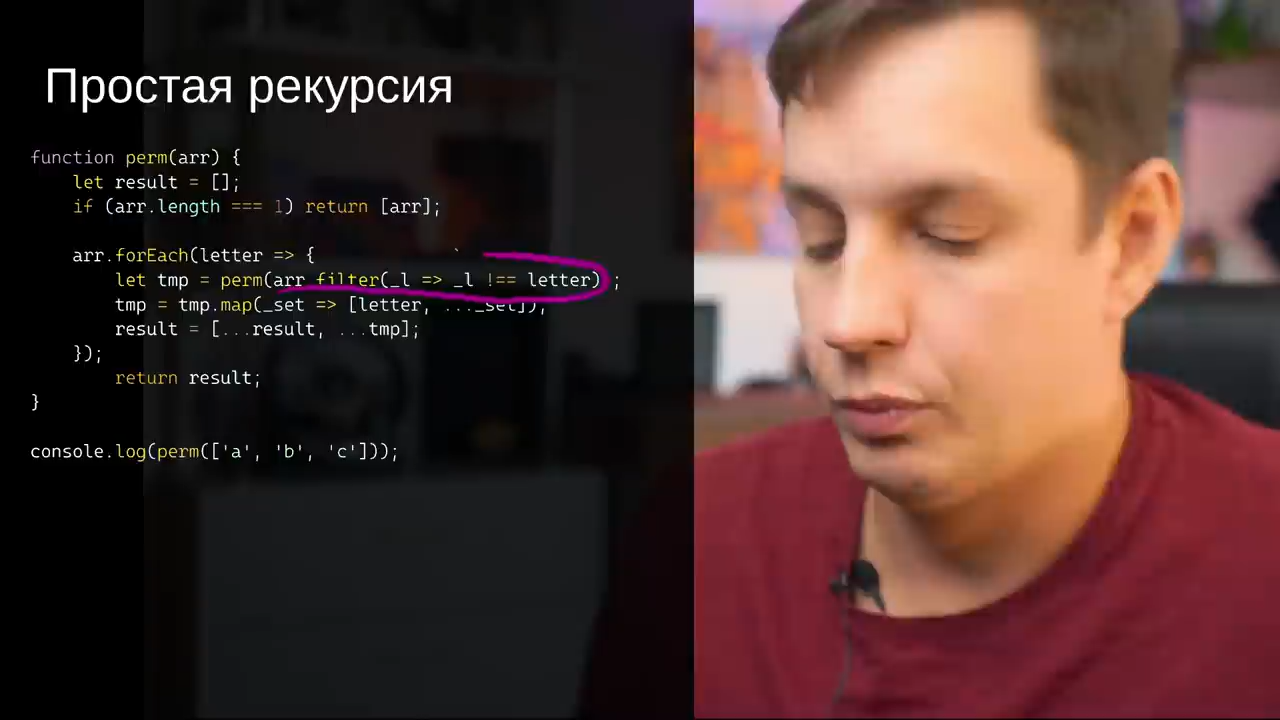 Простая рекурсия
function perm(arr) {
let result = [];
if (arr.length === 1) return [arr];
arr.forEach(letter => {
let tmp = perm(arr filter(_l => _l !== letter) ;
tmp = tmp.map(_set => [letter, ..._set]);
result = [...result, ...tmp];
});
return result;
}
console.log(perm(['a', 'b', 'c']));